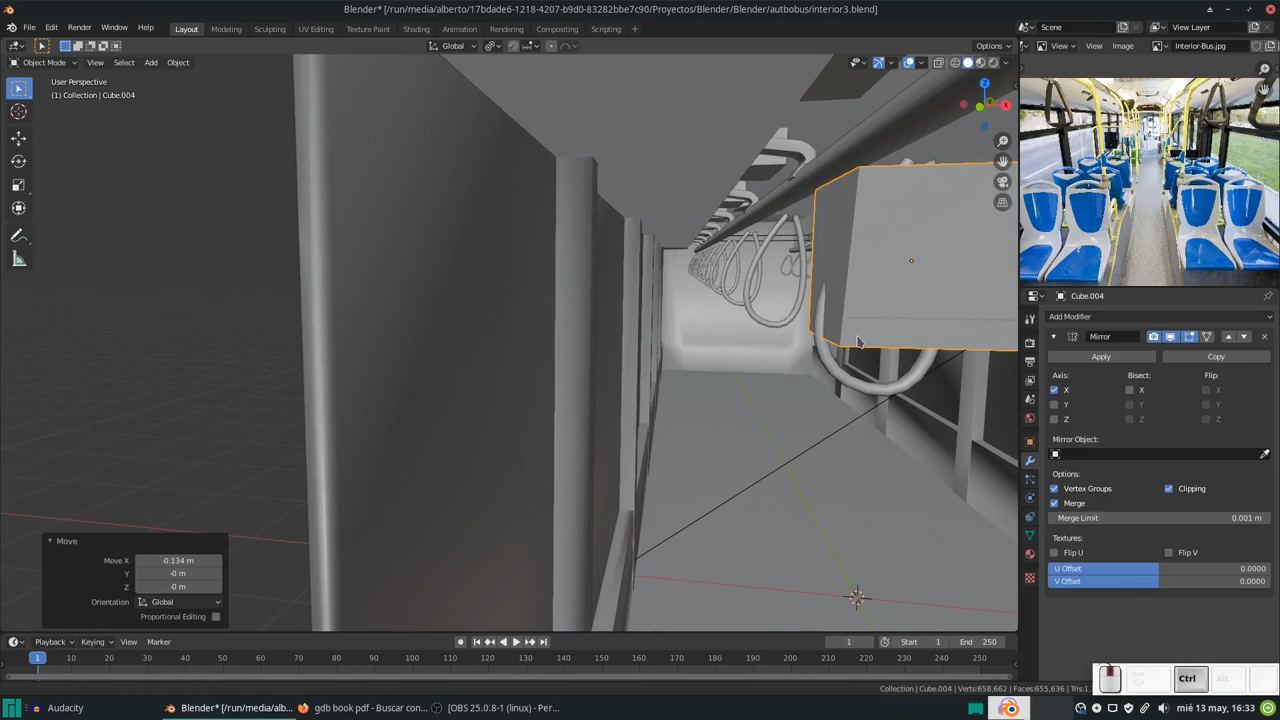 Blender* [/run/media/alberto/17bdade6-1218-4207-b9d0-83282bbe7c90/Proyectos/Blender/autbobus/interior3.blend]
File Edit Render Window Help Layout Modeling Sculpting UV Editing Texture Paint Shading Animation Rendering Compositing Scripting + Scene View Layer
Global Options View View Image Interior-Bus.jpg
Object Mode View Select Add Object
User Perspective
(1) Collection | Cube.004
Z
X
Cube.004
Add Modifier
Mirror
Apply Copy
Axis: Bisect: Flip:
X X X
Y Y Y
Z Z Z
Mirror Object:
Options:
Vertex Groups Clipping
Merge
Merge Limit 0.001 m
Textures:
Flip U Flip V
U Offset 0.0000
V Offset 0.0000
Move
Move X -0.134 m
Y -0 m
Z -0 m
Orientation Global
Proportional Editing
Playback Keying View Marker 1 Start 1 End 250
1 10 20 30 40 50 60 70 80 90 100 110 120 130 140 150 160 170 180 190 200 210 220 230 240 250
Ctrl Alt
Collection | Cube.004 | Verts:658,662 | Faces:655,636 | Tris:1,
Audacity Blender* [/run/media/alb... qdb book pdf - Buscar con... OBS 25.0.8-1 (linux) - Per... mié 13 may, 16:33